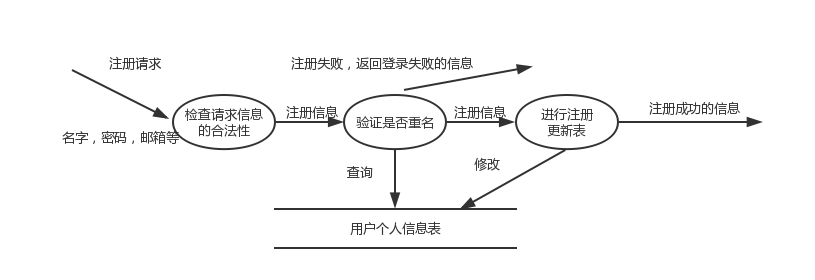 注册请求
注册失败，返回登录失败的信息
名字，密码，邮箱等
检查请求信息
的合法性
注册信息
验证是否重名
注册信息
进行注册
更新表
注册成功的信息
查询
修改
用户个人信息表